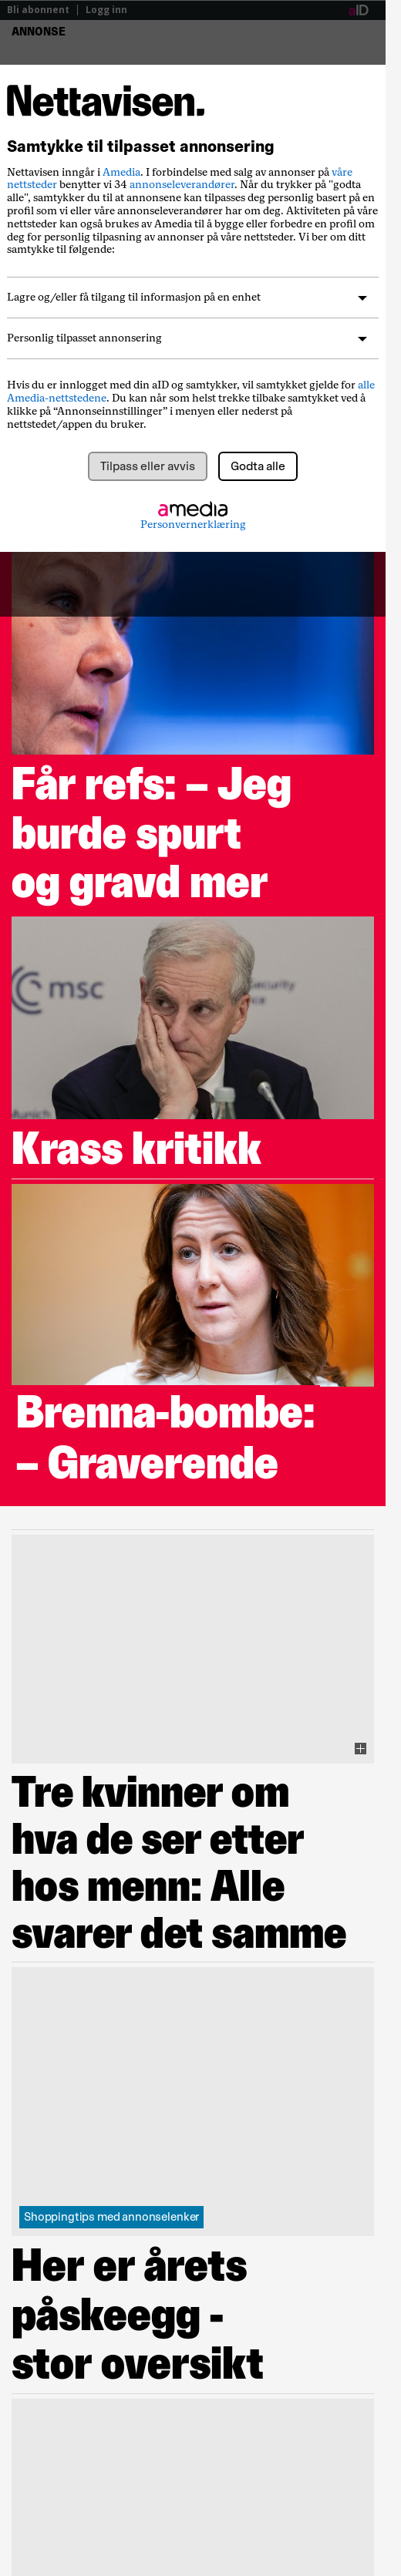 Bli abonnent
Logg inn
aID
ANNONSE
Nettavisen.
Samtykke til tilpasset annonsering
Nettavisen inngår i Amedia. I forbindelse med salg av annonser på våre
nettsteder benytter vi 34 annonseleverandører. Når du trykker på "godta
alle", samtykker du til at annonsene kan tilpasses deg personlig basert på en
profil som vi eller våre annonseleverandører har om deg. Aktiviteten på våre
nettsteder kan også brukes av Amedia til å bygge eller forbedre en profil om
deg for personlig tilpasning av annonser på våre nettsteder. Vi ber om ditt
samtykke til følgende:
Lagre og/eller få tilgang til informasjon på en enhet
Personlig tilpasset annonsering
Hvis du er innlogget med din aID og samtykker, vil samtykket gjelde for alle
Amedia-nettstedene. Du kan når som helst trekke tilbake samtykket ved å
klikke på “Annonseinnstillinger” i menyen eller nederst på
nettstedet/appen du bruker.
Tilpass eller avvis
Godta alle
amedia
Personvernerklæring
Får refs: – Jeg
burde spurt
og gravd mer
msc
Krass kritikk
Brenna-bombe:
– Graverende
Tre kvinner om
hva de ser etter
hos menn: Alle
svarer det samme
Shoppingtips med annonselenker
Her er årets
påskeegg -
stor oversikt